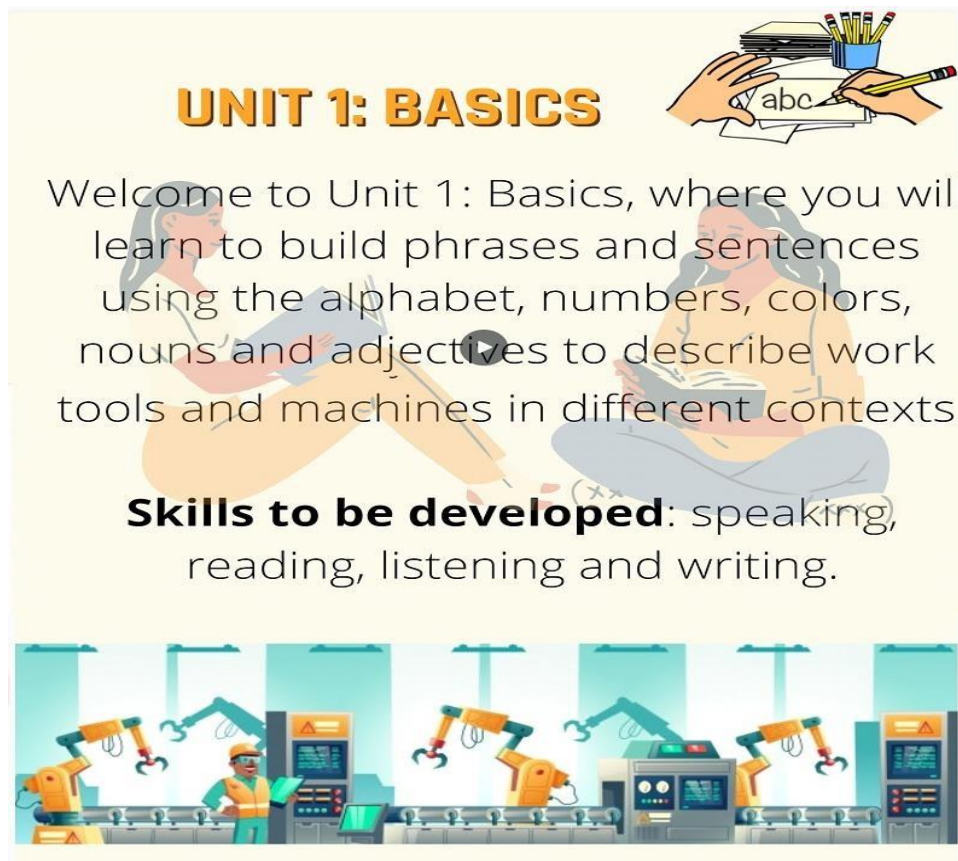 UNIT 1: BASICS
abc
Welcome to Unit 1: Basics, where you wil
learn to build phrases and sentences
using the alphabet, numbers, colors,
nouns and adjectives to describe work
tools and machines in different contexts
Skills to be developed: speaking,
reading, listening and writing.